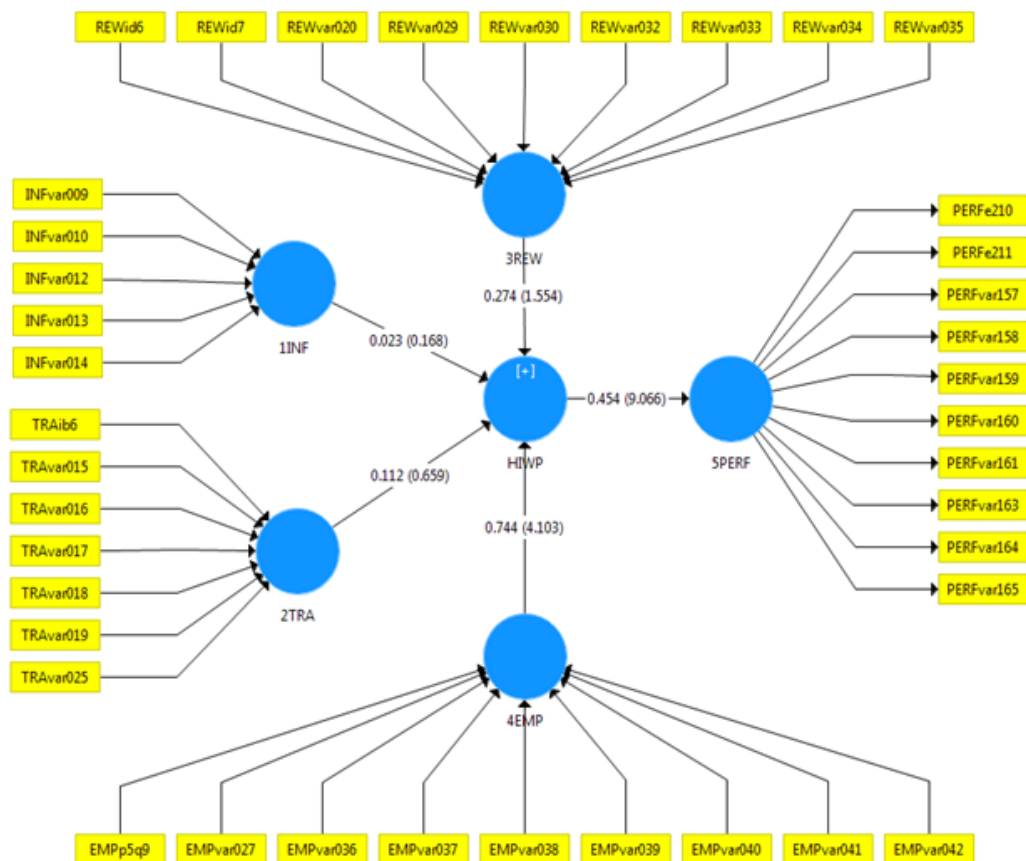 REWid6
REWid7
REWvar020
REWvar029
REWvar030
REWvar032
REWvar033
REWvar034
REWvar035
INFvar009
INFvar010
INFvar012
INFvar013
INFvar014
1INF
3REW
0.274 (1.554)
0.023 (0.168)
[+]
HIWP
0.454 (9.066)
5PERF
PERFe210
PERFe211
PERFvar157
PERFvar158
PERFvar159
PERFvar160
PERFvar161
PERFvar163
PERFvar164
PERFvar165
TRAib6
TRAvar015
TRAvar016
TRAvar017
TRAvar018
TRAvar019
TRAvar025
2TRA
0.112 (0.659)
0.744 (4.103)
4EMP
EMPp5q9
EMPvar027
EMPvar036
EMPvar037
EMPvar038
EMPvar039
EMPvar040
EMPvar041
EMPvar042